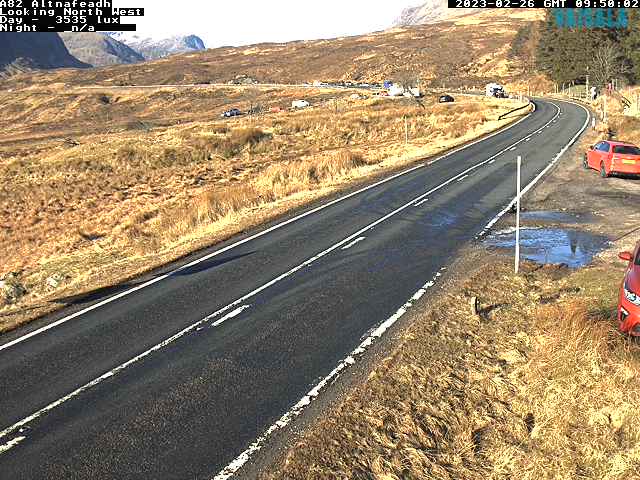 A82 Altnafeadh
Looking North West
Day - 3535 lux
Night - n/a
2023-02-26 GMT 09:50:02
VAISALA